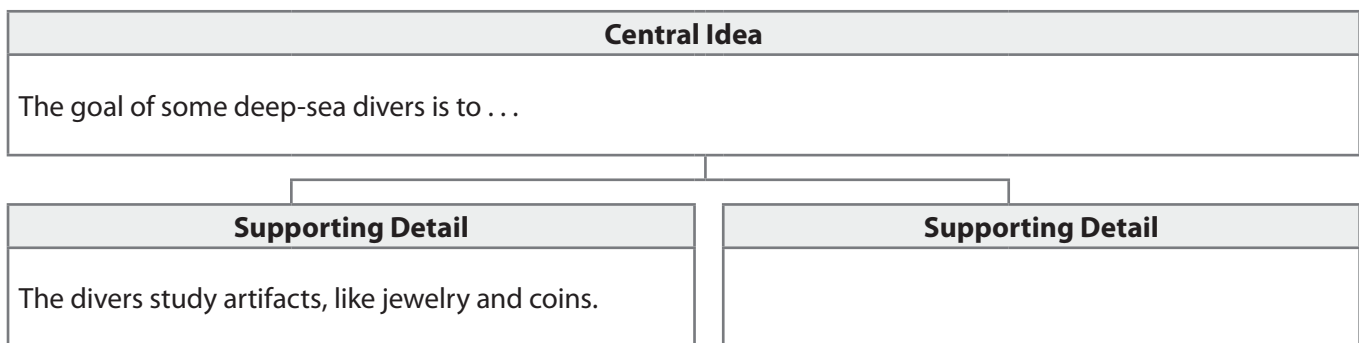 Central Idea
The goal of some deep-sea divers is to . . .
Supporting Detail
Supporting Detail
The divers study artifacts, like jewelry and coins.